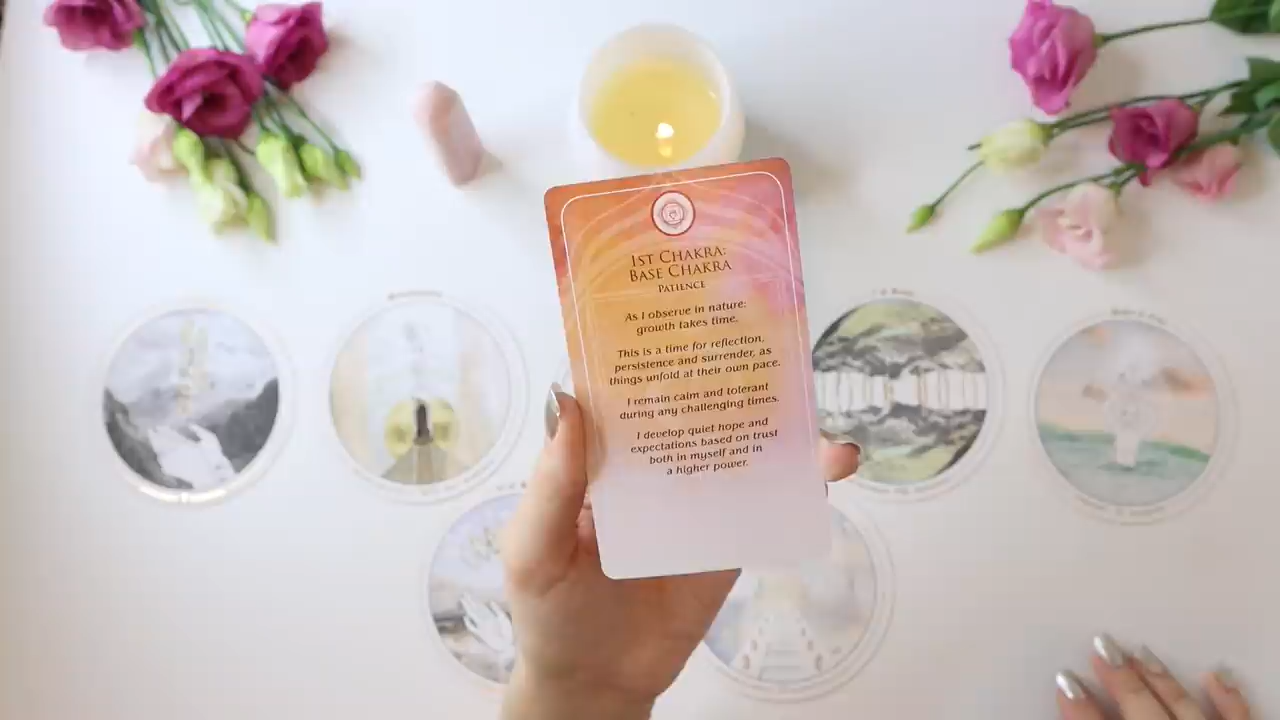 1ST CHAKRA:
BASE CHAKRA
PATIENCE
As I observe in nature:
growth takes time.
This is a time for reflection,
persistence and surrender, as
things unfold at their own pace.
I remain calm and tolerant
during any challenging times.
I develop quiet hope and
expectations based on trust
both in myself and in
a higher power.